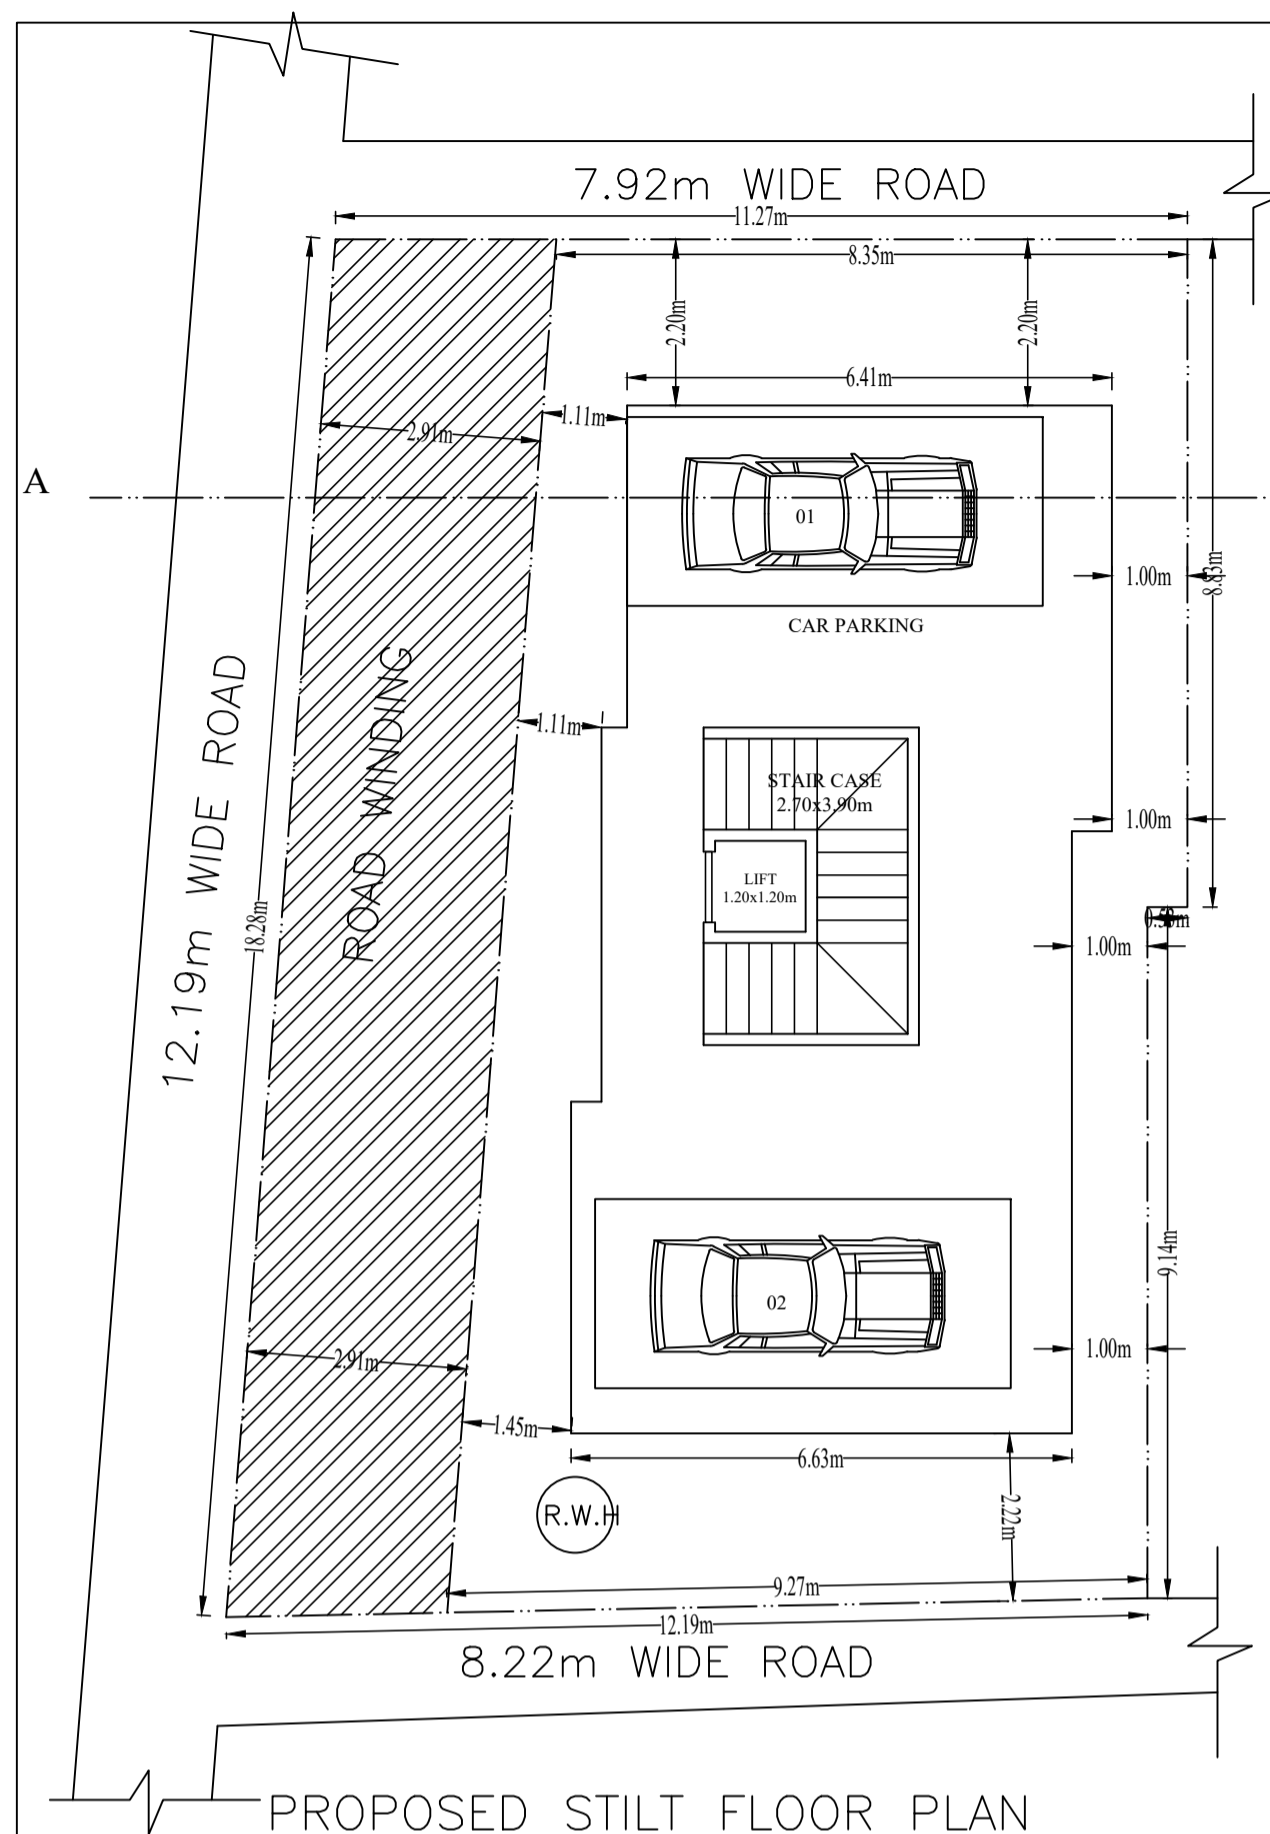 7.92m WIDE ROAD
11.27m
8.35m
2.20m
2.20m
6.41m
1.11m
2.91m
A
01
1.00m
8.83m
CAR PARKING
12.19m WIDE ROAD
ROAD WINDING
1.11m
STAIR CASE
2.70x3.90m
1.00m
LIFT
1.20x1.20m
18.28m
1.00m
9.14m
02
2.91m
1.00m
1.45m
6.63m
R.W.H
2.22m
9.27m
12.19m
8.22m WIDE ROAD
PROPOSED STILT FLOOR PLAN